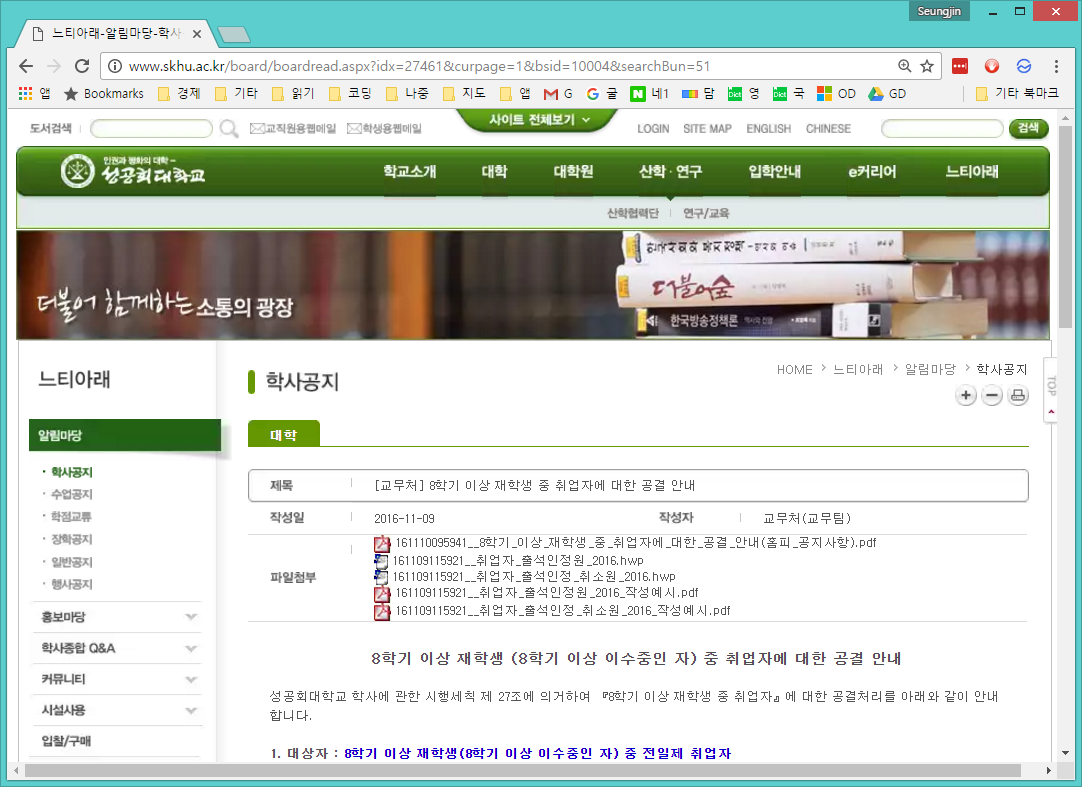 Seungjin
느티아래-알림마당-학사
www.skhu.ac.kr/board/boardread.aspx?idx=27461&curpage=1&bsid=10004&searchBun=51
앱 Bookmarks 경제 기타 읽기 코딩 나중 지도 앱 G 글 네1 담 영 국 OD GD 기타 북마크
도서검색 교직원용웹메일 학생용웹메일 사이트 전체보기 LOGIN SITE MAP ENGLISH CHINESE 검색
인권과 평화의 대학
성공회대학교
학교소개 대학 대학원 산학·연구 입학안내 e커리어 느티아래
산학협력단 연구/교육
더불어 함께하는 소통의 광장
더불어숲
한국방송정책론
느티아래
학사공지
HOME > 느티아래 > 알림마당 > 학사공지
TOP
알림마당
대학
· 학사공지
· 수업공지
· 학점교류
· 장학공지
· 일반공지
· 행사공지
홍보마당
학사종합 Q&A
커뮤니티
시설사용
입찰/구매
제목 [교무처] 8학기 이상 재학생 중 취업자에 대한 공결 안내
작성일 2016-11-09 작성자 교무처(교무팀)
파일첨부
161110095941__8학기_이상_재학생_중_취업자에_대한_공결_안내(홈피_공지사항).pdf
161109115921__취업자_출석인정원_2016.hwp
161109115921__취업자_출석인정_취소원_2016.hwp
161109115921__취업자_출석인정원_2016_작성예시.pdf
161109115921__취업자_출석인정_취소원_2016_작성예시.pdf
8학기 이상 재학생 (8학기 이상 이수중인 자) 중 취업자에 대한 공결 안내
성공회대학교 학사에 관한 시행세칙 제 27조에 의거하여 『8학기 이상 재학생 중 취업자』에 대한 공결처리를 아래와 같이 안내
합니다.
1. 대상자 : 8학기 이상 재학생(8학기 이상 이수중인 자) 중 전일제 취업자